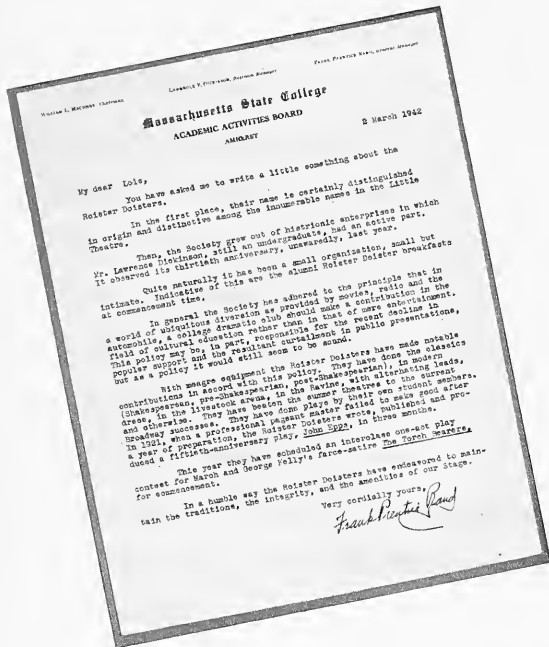 William L. Machmer, Chairman
Lawrence S. Dickinson, Business Manager
Frank Prentice Rand, General Manager
Massachusetts State College
ACADEMIC ACTIVITIES BOARD
AMHERST
2 March 1942
My dear Lois,
You have asked me to write a little something about the
Roister Doisters.
In the first place, their name is certainly distinguished
in origin and distinctive among the innumerable names in the Little
Theatre.
Then, the Society grew out of histrionic enterprises in which
Mr. Lawrence Dickinson, still an undergraduate, had an active part.
It observed its thirtieth anniversary, unawaredly, last year.
Quite naturally it has been a small organization, small but
intimate. Indicative of this are the alumni Roister Doister breakfasts
at commencement time.
In general the Society has adhered to the principle that in
a world of ubiquitous diversion as provided by movies, radio and the
automobile, a college dramatic club should make a contribution in the
field of cultural education rather than in that of mere entertainment.
This policy may be, in part, responsible for the recent decline in
popular support and the resultant curtailment in public presentations,
but as a policy it would still seem to be sound.
With meagre equipment the Roister Doisters have made notable
contributions in accord with this policy. They have done the classics
(Shakespearean, pre-Shakespearian, post-Shakespearian), in modern
dress, in the livestock arena, in the Ravine, with alternating leads,
and otherwise. They have beaten the summer theatres to the current
Broadway successes. They have done plays by their own student members.
In 1921, when a professional pageant master failed to make good after
a year of preparation, the Roister Doisters wrote, published and pro-
duced a fiftieth-anniversary play, John Epps, in three months.
This year they have scheduled an interclass one-act play
contest for March and George Kelly's farce-satire The Torch Bearers,
for commencement.
In a humble way the Roister Doisters have endeavored to main-
tain the traditions, the integrity, and the amenities of our Stage.
Very cordially yours,
Frank Prentice Rand